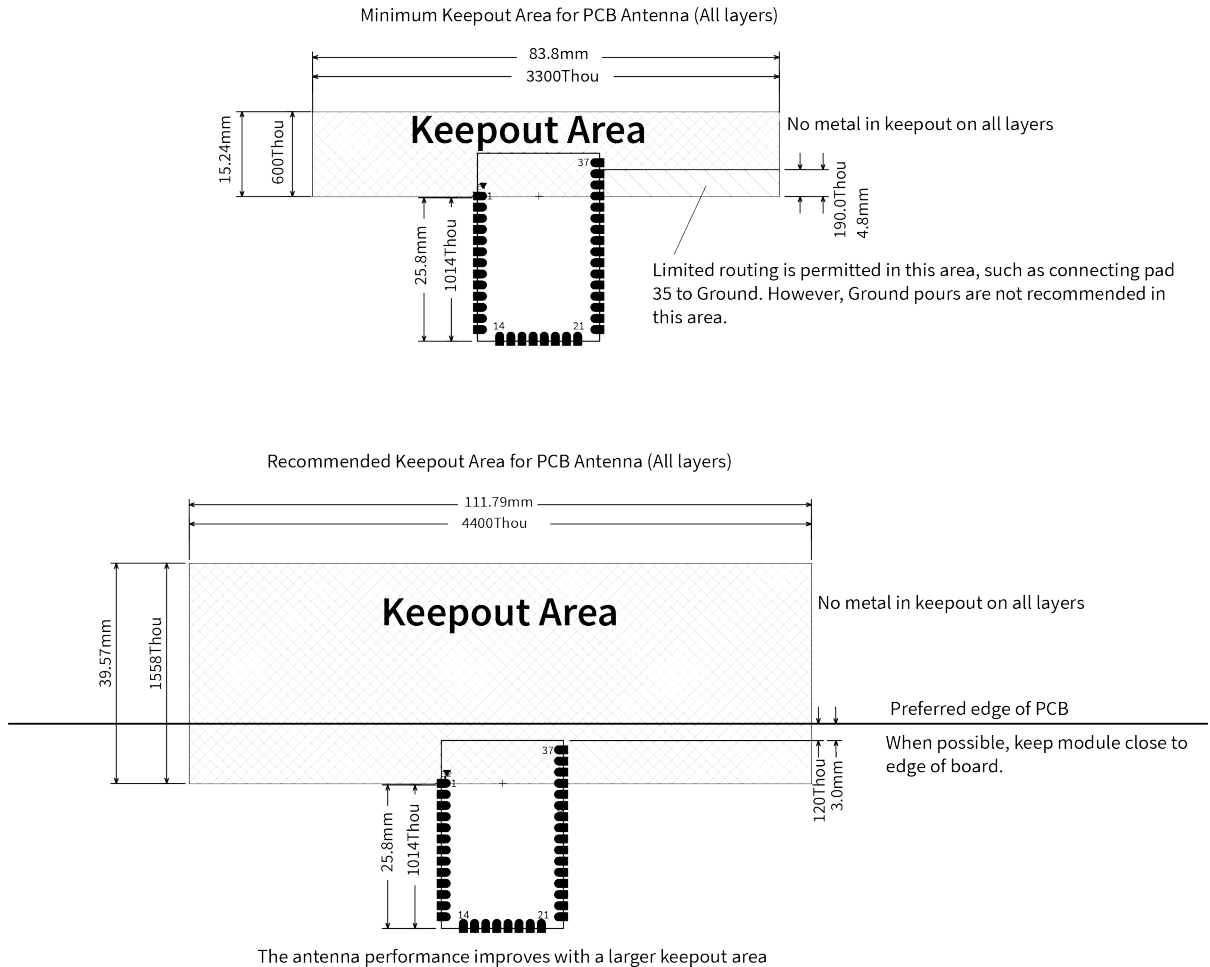 Minimum Keepout Area for PCB Antenna (All layers)
83.8mm
3300Thou
Keepout Area
No metal in keepout on all layers
15.24mm
600Thou
37
1
190.0Thou
4.8mm
25.8mm
1014Thou
Limited routing is permitted in this area, such as connecting pad
35 to Ground. However, Ground pours are not recommended in
this area.
14
21
Recommended Keepout Area for PCB Antenna (All layers)
111.79mm
4400Thou
Keepout Area
No metal in keepout on all layers
39.57mm
1558Thou
Preferred edge of PCB
When possible, keep module close to
edge of board.
37
1
120Thou
3.0mm
25.8mm
1014Thou
14
21
The antenna performance improves with a larger keepout area